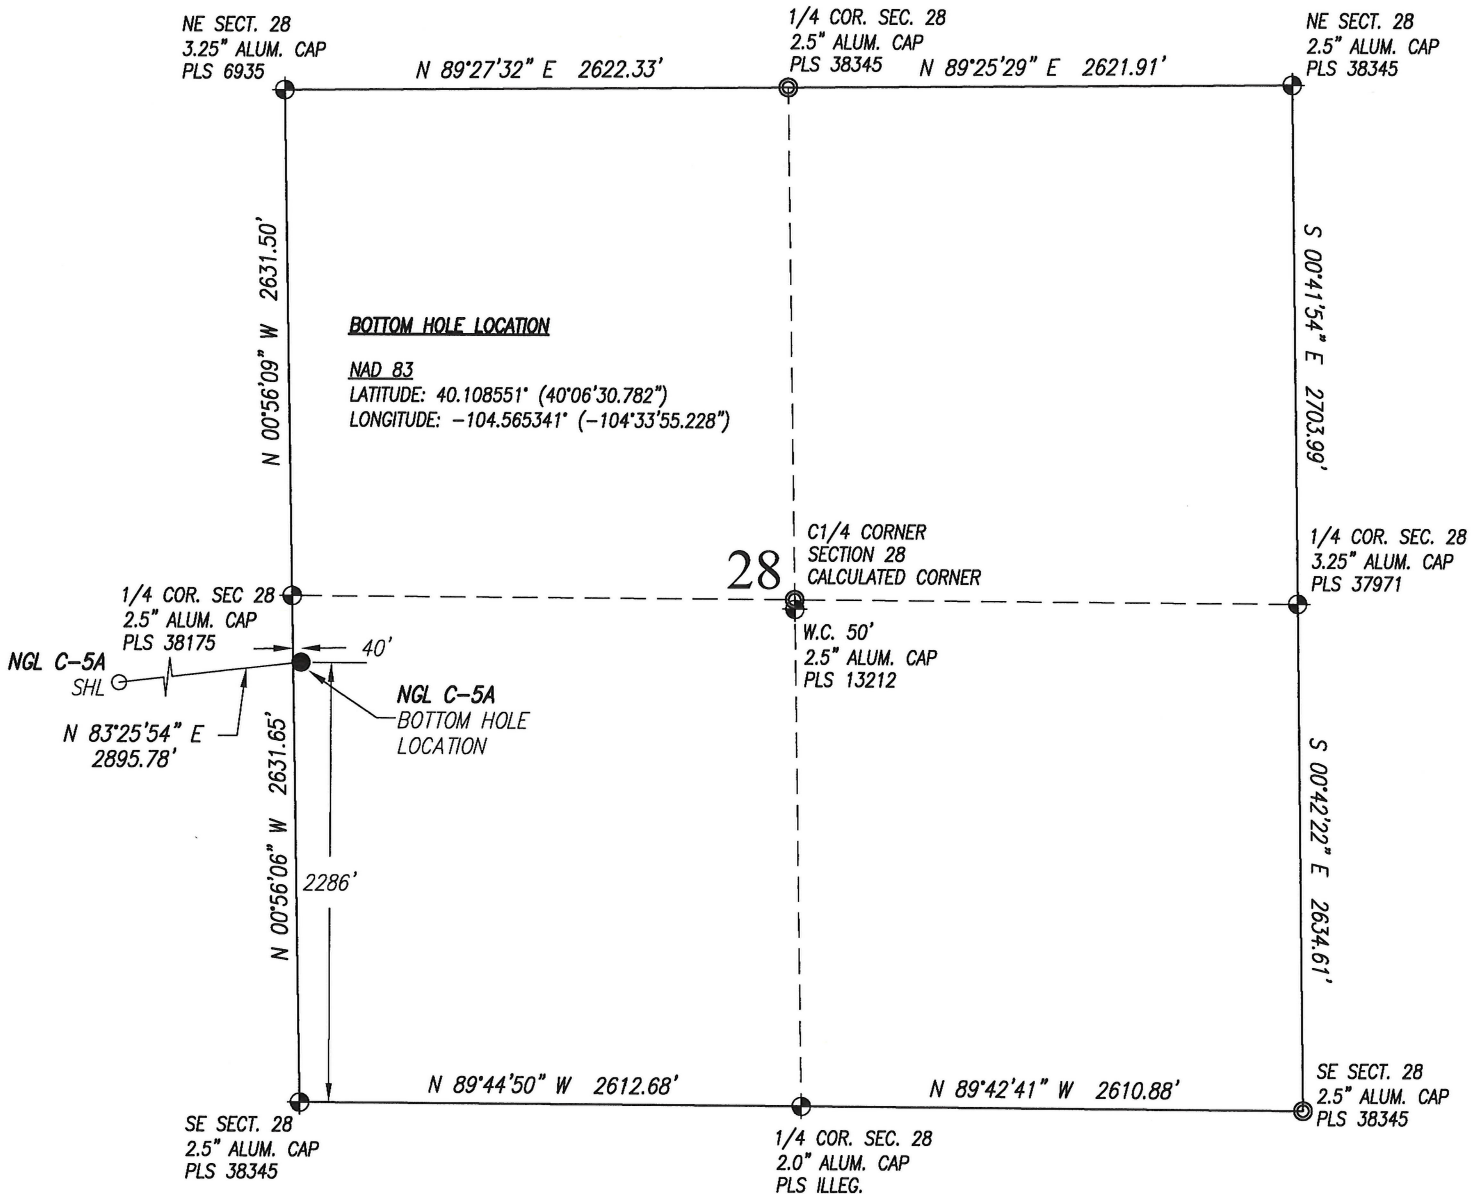 NE SECT. 28
3.25" ALUM. CAP
PLS 6935
N 89°27'32" E 2622.33'
1/4 COR. SEC. 28
2.5" ALUM. CAP
PLS 38345
N 89°25'29" E 2621.91'
NE SECT. 28
2.5" ALUM. CAP
PLS 38345
N 00°56'09" W 2631.50'
S 00°41'54" E 2703.99'
BOTTOM HOLE LOCATION
NAD 83
LATITUDE: 40.108551° (40°06'30.782")
LONGITUDE: -104.565341° (-104°33'55.228")
28
C1/4 CORNER
SECTION 28
CALCULATED CORNER
1/4 COR. SEC. 28
3.25" ALUM. CAP
PLS 37971
1/4 COR. SEC 28
2.5" ALUM. CAP
PLS 38175
W.C. 50'
2.5" ALUM. CAP
PLS 13212
40'
NGL C-5A
SHL
N 83°25'54" E
2895.78'
NGL C-5A
BOTTOM HOLE
LOCATION
N 00°56'06" W 2631.65'
2286'
S 00°42'22" E 2634.61'
N 89°44'50" W 2612.68'
N 89°42'41" W 2610.88'
SE SECT. 28
2.5" ALUM. CAP
PLS 38345
1/4 COR. SEC. 28
2.0" ALUM. CAP
PLS ILLEG.
SE SECT. 28
2.5" ALUM. CAP
PLS 38345